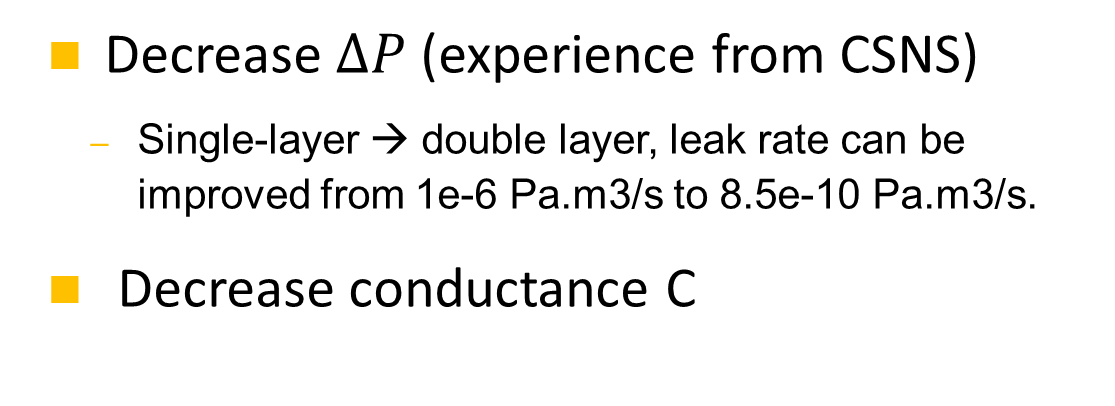 ■ Decrease Δ𝑃 (experience from CSNS)
– Single-layer → double layer, leak rate can be
improved from 1e-6 Pa.m3/s to 8.5e-10 Pa.m3/s.
■ Decrease conductance C